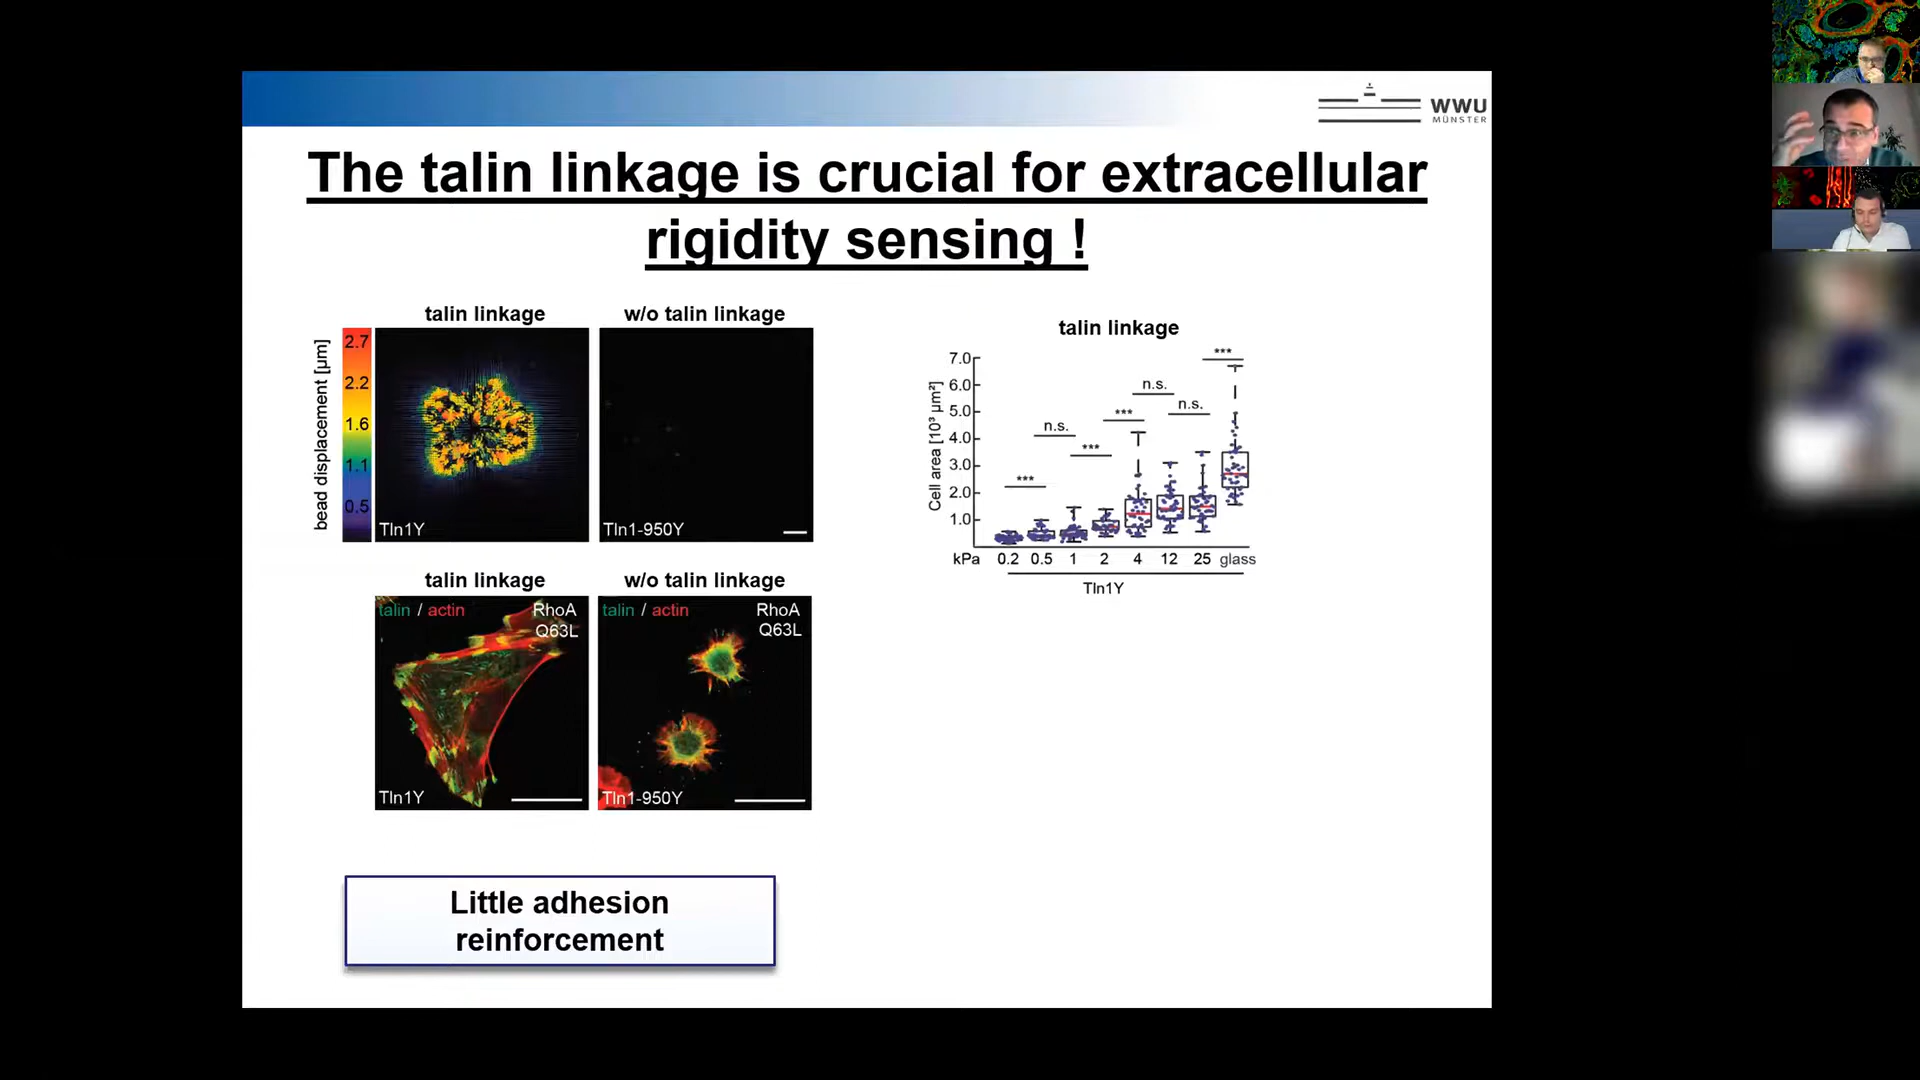 WWU
MÜNSTER
The talin linkage is crucial for extracellular
rigidity sensing !
talin linkage
w/o talin linkage
bead displacement [µm]
2.7
2.2
1.6
1.1
0.5
Tln1Y
Tln1-950Y
talin linkage
w/o talin linkage
talin / actin
RhoA
Q63L
Tln1Y
talin / actin
RhoA
Q63L
Tln1-950Y
Little adhesion
reinforcement
talin linkage
Cell area [10³ µm²]
7.0
6.0
5.0
4.0
3.0
2.0
1.0
***
n.s.
***
***
n.s.
n.s.
***
kPa 0.2 0.5 1 2 4 12 25 glass
Tln1Y